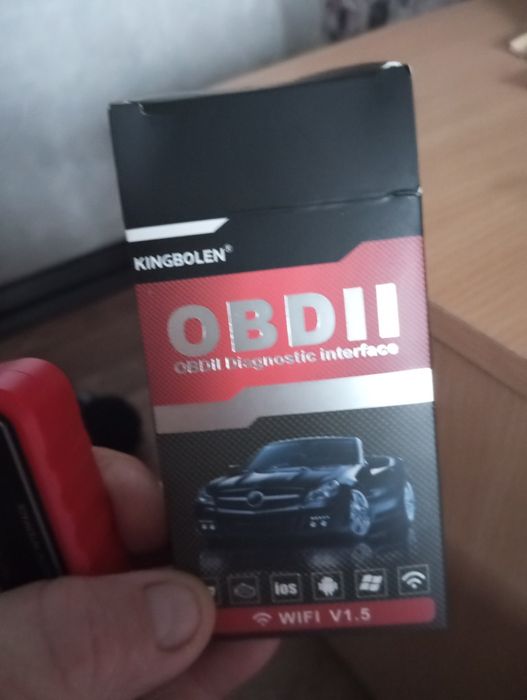 KINGBOLEN®
OBDII
OBDII Diagnostic interface
ios
WIFI V1.5